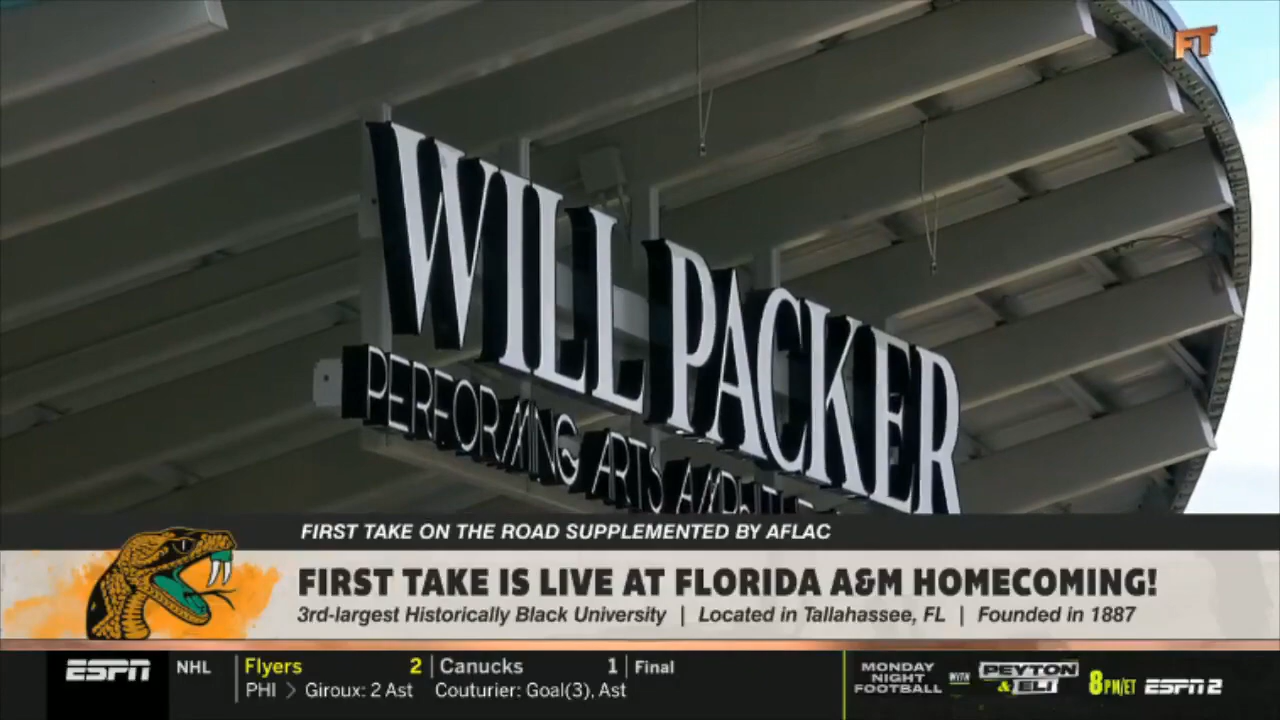 FT
WILL PACKER
PERFORMING ARTS
FIRST TAKE ON THE ROAD SUPPLEMENTED BY AFLAC
FIRST TAKE IS LIVE AT FLORIDA A&M HOMECOMING!
3rd-largest Historically Black University | Located in Tallahassee, FL | Founded in 1887
ESPN NHL Flyers 2 Canucks 1 Final
PHI > Giroux: 2 Ast Couturier: Goal(3), Ast
MONDAY NIGHT FOOTBALL WITH PEYTON & ELI 8PM/ET ESPN2